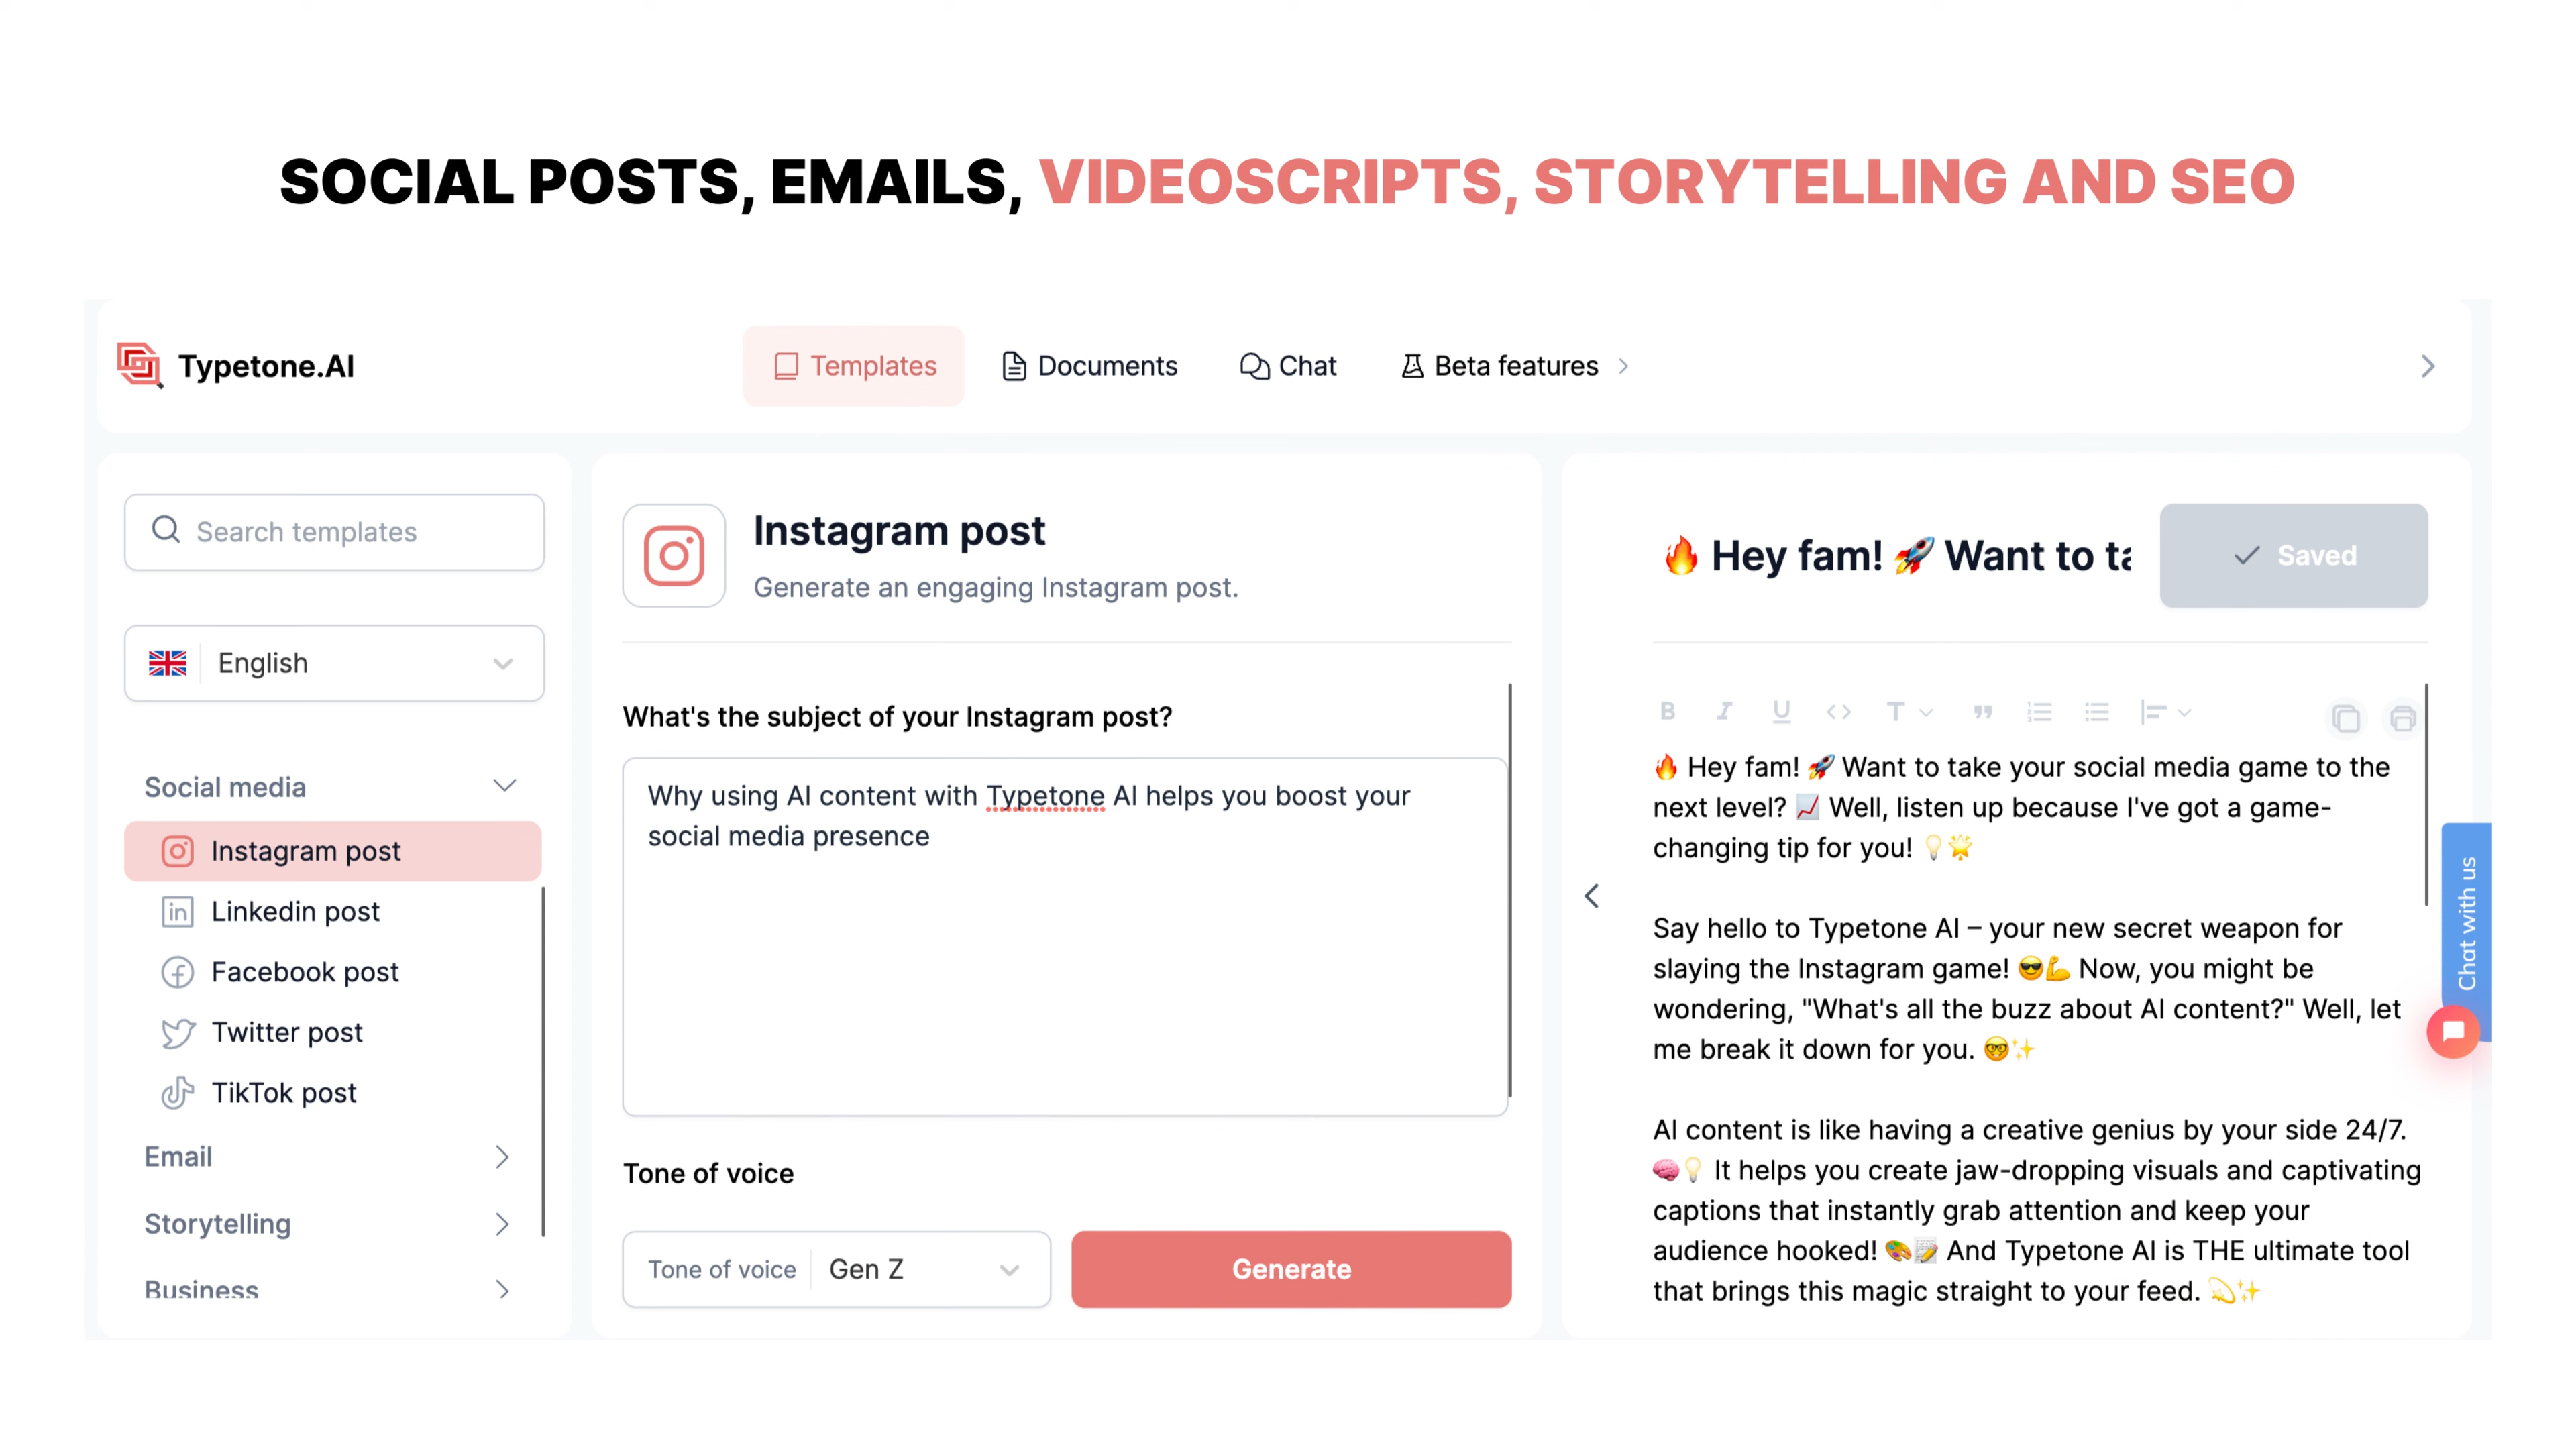 SOCIAL POSTS, EMAILS, VIDEOSCRIPTS, STORYTELLING AND SEO
Typetone.AI
Templates
Documents
Chat
Beta features
Search templates
English
Social media
Instagram post
Linkedin post
Facebook post
Twitter post
TikTok post
Email
Storytelling
Business
Instagram post
Generate an engaging Instagram post.
What's the subject of your Instagram post?
Why using AI content with Typetone AI helps you boost your
social media presence
Tone of voice
Tone of voice Gen Z
Generate
🔥 Hey fam! 🚀 Want to ta
Saved
🔥 Hey fam! 🚀 Want to take your social media game to the
next level? 📈 Well, listen up because I've got a game-
changing tip for you! 💡🌟
Say hello to Typetone AI – your new secret weapon for
slaying the Instagram game! 😎💪 Now, you might be
wondering, "What's all the buzz about AI content?" Well, let
me break it down for you. 🤓✨
AI content is like having a creative genius by your side 24/7.
🧠💡 It helps you create jaw-dropping visuals and captivating
captions that instantly grab attention and keep your
audience hooked! 🎨📝 And Typetone AI is THE ultimate tool
that brings this magic straight to your feed. 💫✨
Chat with us